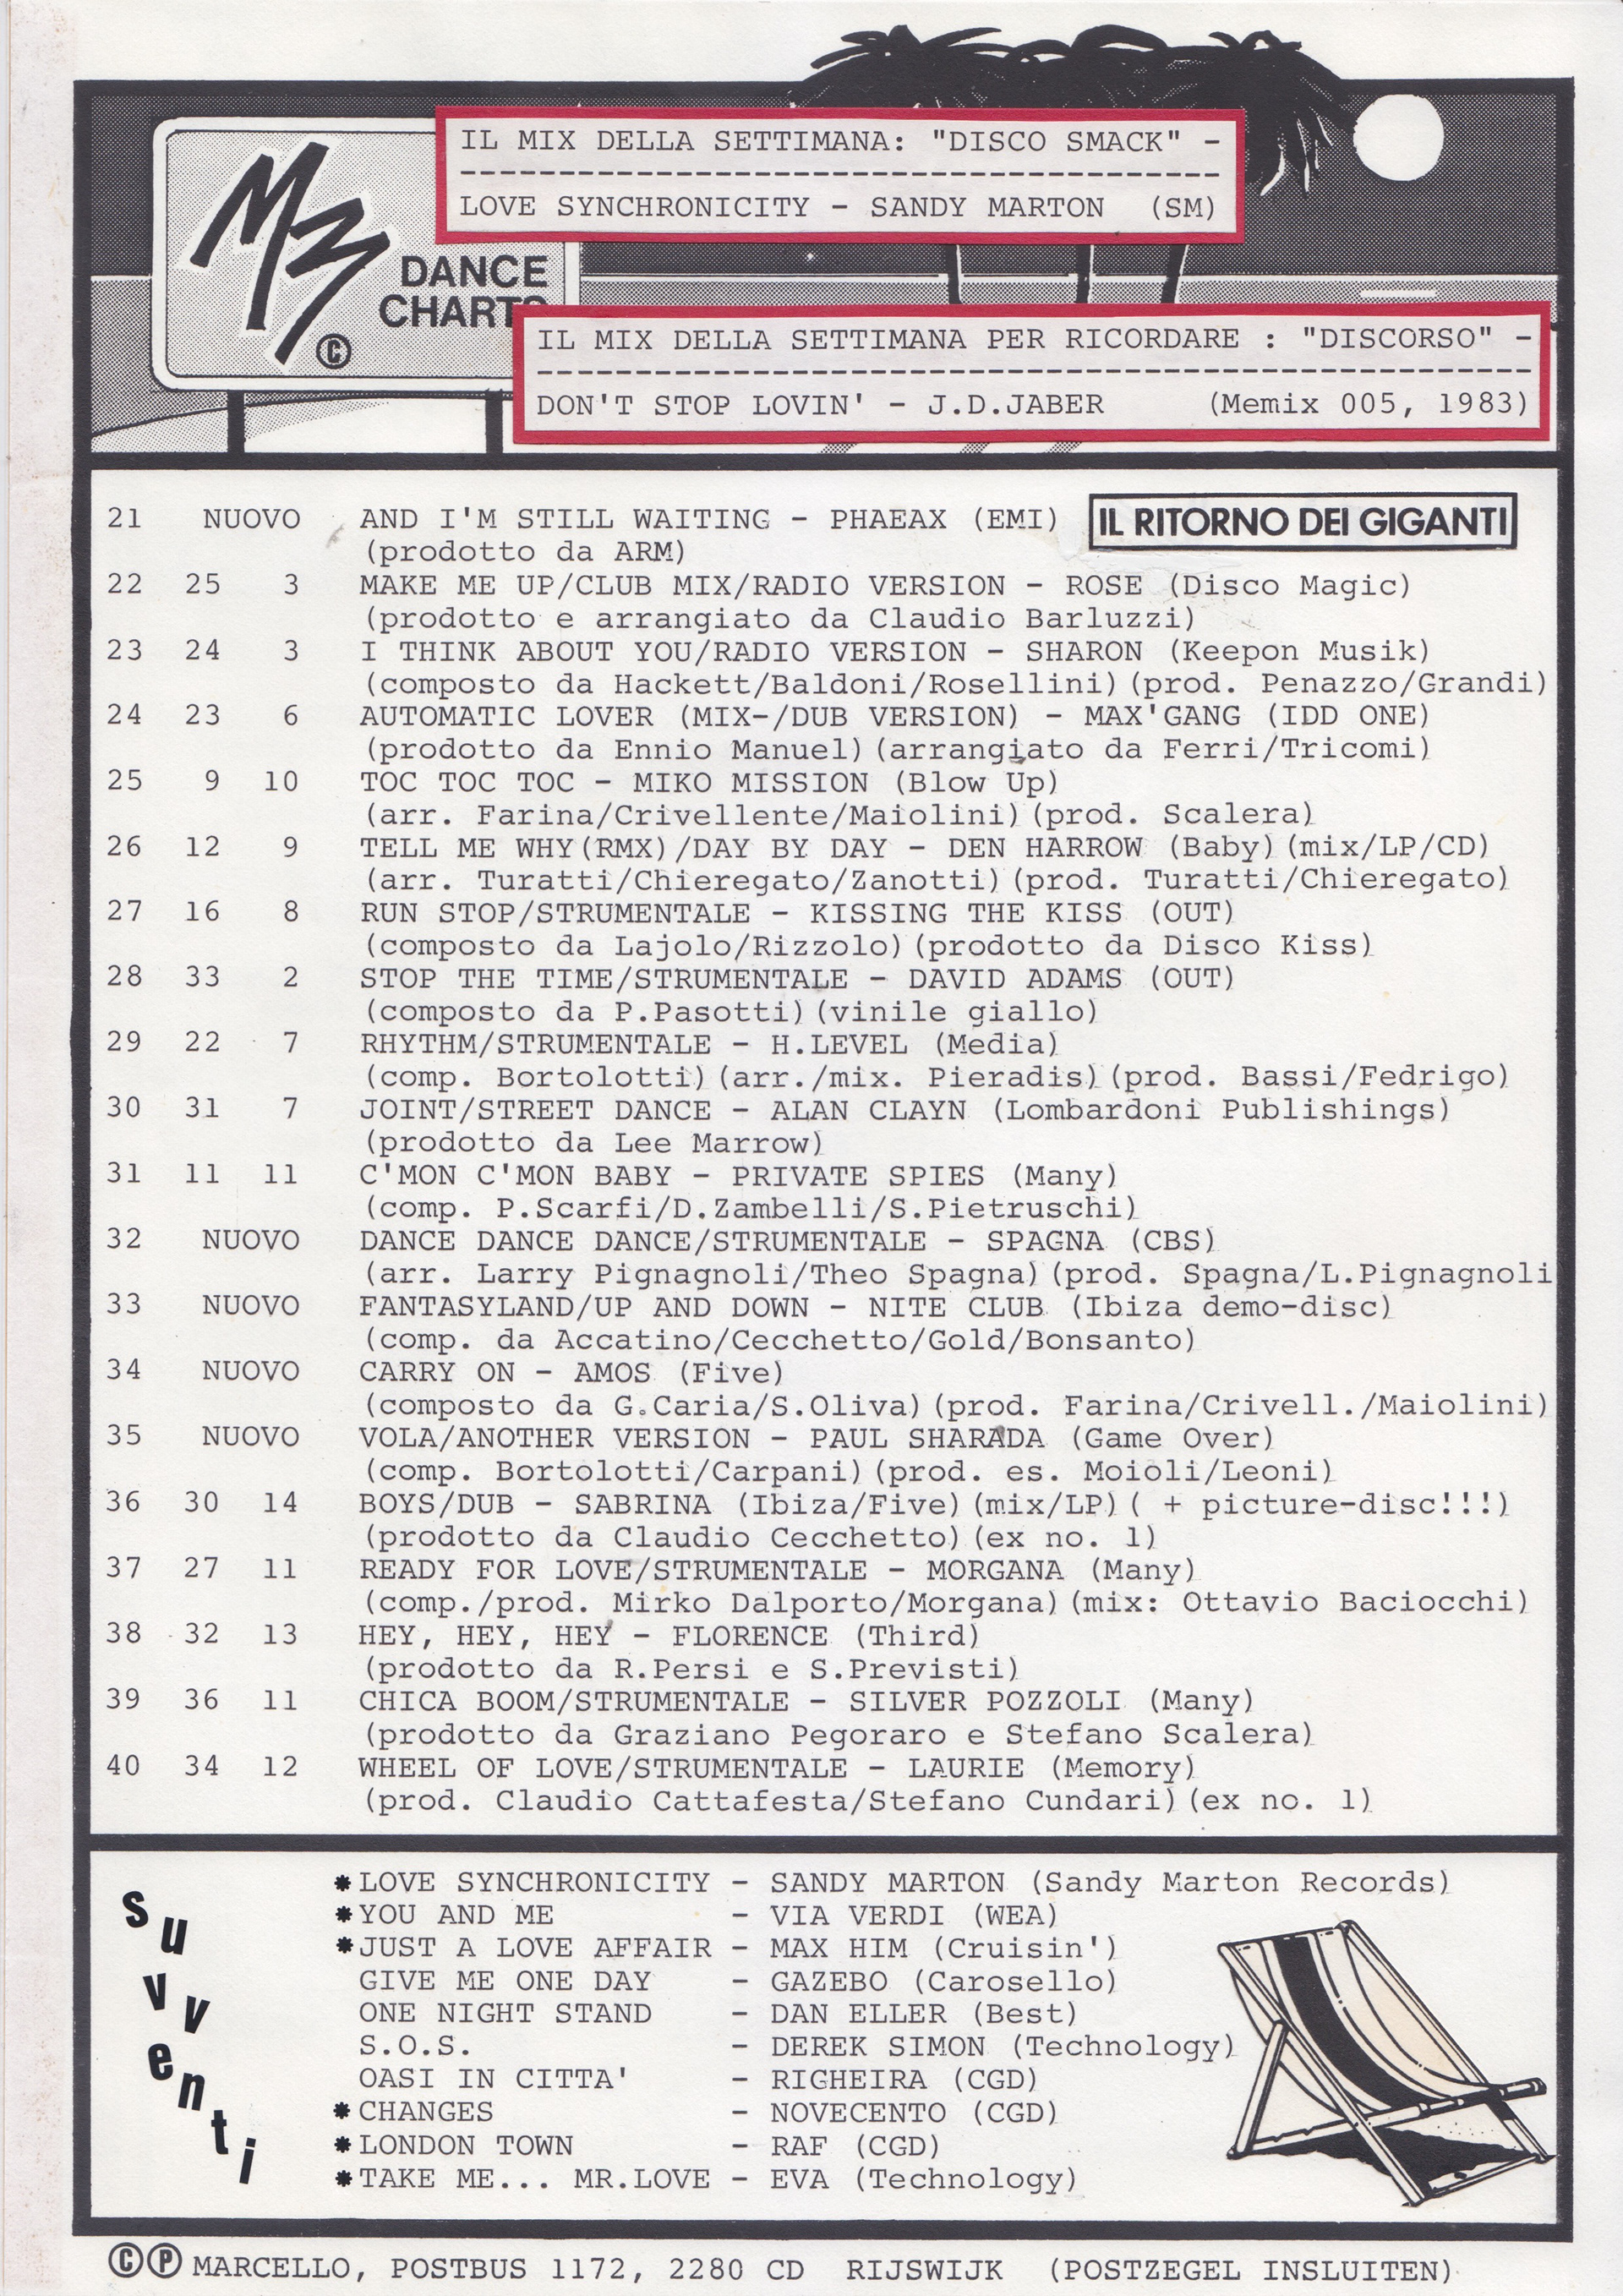 IL MIX DELLA SETTIMANA: "DISCO SMACK" -
---------------------------------------
LOVE SYNCHRONICITY - SANDY MARTON (SM)
M3
DANCE
CHARTS
©
IL MIX DELLA SETTIMANA PER RICORDARE : "DISCORSO" -
---------------------------------------------------
DON'T STOP LOVIN' - J.D.JABER (Memix 005, 1983)
21 NUOVO AND I'M STILL WAITING - PHAEAX (EMI) IL RITORNO DEI GIGANTI
(prodotto da ARM)
22 25 3 MAKE ME UP/CLUB MIX/RADIO VERSION - ROSE (Disco Magic)
(prodotto e arrangiato da Claudio Barluzzi)
23 24 3 I THINK ABOUT YOU/RADIO VERSION - SHARON (Keepon Musik)
(composto da Hackett/Baldoni/Rosellini)(prod. Penazzo/Grandi)
24 23 6 AUTOMATIC LOVER (MIX-/DUB VERSION) - MAX'GANG (IDD ONE)
(prodotto da Ennio Manuel)(arrangiato da Ferri/Tricomi)
25 9 10 TOC TOC TOC - MIKO MISSION (Blow Up)
(arr. Farina/Crivellente/Maiolini)(prod. Scalera)
26 12 9 TELL ME WHY(RMX)/DAY BY DAY - DEN HARROW (Baby)(mix/LP/CD)
(arr. Turatti/Chieregato/Zanotti)(prod. Turatti/Chieregato)
27 16 8 RUN STOP/STRUMENTALE - KISSING THE KISS (OUT)
(composto da Lajolo/Rizzolo)(prodotto da Disco Kiss)
28 33 2 STOP THE TIME/STRUMENTALE - DAVID ADAMS (OUT)
(composto da P.Pasotti)(vinile giallo)
29 22 7 RHYTHM/STRUMENTALE - H.LEVEL (Media)
(comp. Bortolotti)(arr./mix. Pieradis)(prod. Bassi/Fedrigo)
30 31 7 JOINT/STREET DANCE - ALAN CLAYN (Lombardoni Publishings)
(prodotto da Lee Marrow)
31 11 11 C'MON C'MON BABY - PRIVATE SPIES (Many)
(comp. P.Scarfi/D.Zambelli/S.Pietruschi)
32 NUOVO DANCE DANCE DANCE/STRUMENTALE - SPAGNA (CBS)
(arr. Larry Pignagnoli/Theo Spagna)(prod. Spagna/L.Pignagnoli
33 NUOVO FANTASYLAND/UP AND DOWN - NITE CLUB (Ibiza demo-disc)
(comp. da Accatino/Cecchetto/Gold/Bonsanto)
34 NUOVO CARRY ON - AMOS (Five)
(composto da G.Caria/S.Oliva)(prod. Farina/Crivell./Maiolini)
35 NUOVO VOLA/ANOTHER VERSION - PAUL SHARADA (Game Over)
(comp. Bortolotti/Carpani)(prod. es. Moioli/Leoni)
36 30 14 BOYS/DUB - SABRINA (Ibiza/Five)(mix/LP)( + picture-disc!!!)
(prodotto da Claudio Cecchetto)(ex no. 1)
37 27 11 READY FOR LOVE/STRUMENTALE - MORGANA (Many)
(comp./prod. Mirko Dalporto/Morgana)(mix: Ottavio Baciocchi)
38 32 13 HEY, HEY, HEY - FLORENCE (Third)
(prodotto da R.Persi e S.Previsti)
39 36 11 CHICA BOOM/STRUMENTALE - SILVER POZZOLI (Many)
(prodotto da Graziano Pegoraro e Stefano Scalera)
40 34 12 WHEEL OF LOVE/STRUMENTALE - LAURIE (Memory)
(prod. Claudio Cattafesta/Stefano Cundari)(ex no. 1)
suvventi
*LOVE SYNCHRONICITY - SANDY MARTON (Sandy Marton Records)
*YOU AND ME - VIA VERDI (WEA)
*JUST A LOVE AFFAIR - MAX HIM (Cruisin')
GIVE ME ONE DAY - GAZEBO (Carosello)
ONE NIGHT STAND - DAN ELLER (Best)
S.O.S. - DEREK SIMON (Technology)
OASI IN CITTA' - RIGHEIRA (CGD)
*CHANGES - NOVECENTO (CGD)
*LONDON TOWN - RAF (CGD)
*TAKE ME... MR.LOVE - EVA (Technology)
©℗ MARCELLO, POSTBUS 1172, 2280 CD RIJSWIJK (POSTZEGEL INSLUITEN)